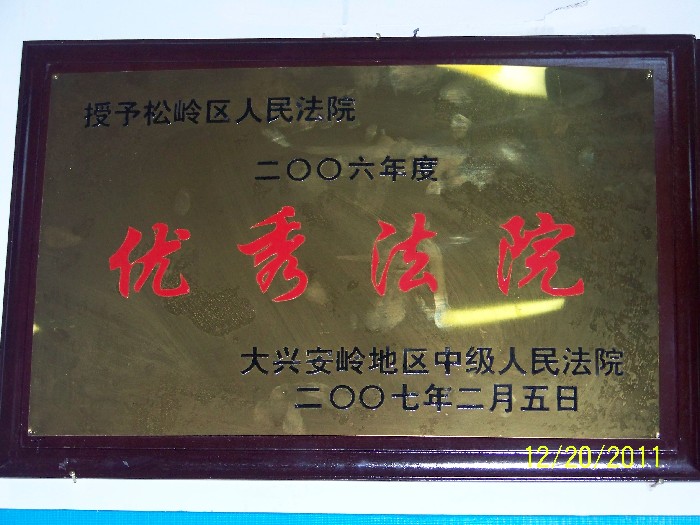 授予松岭区人民法院
二〇〇六年度
优秀法院
大兴安岭地区中级人民法院
二〇〇七年二月五日
12/20/2011